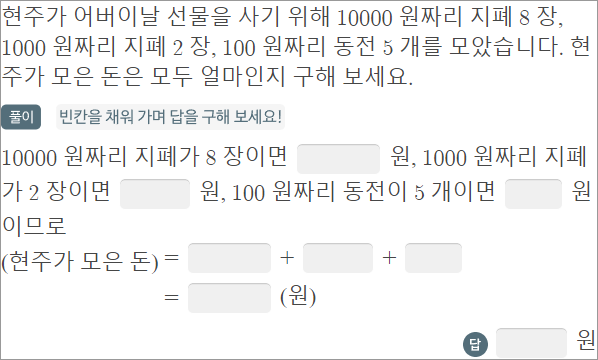 현주가 어버이날 선물을 사기 위해 10000 원짜리 지폐 8 장,
1000 원짜리 지폐 2 장, 100 원짜리 동전 5 개를 모았습니다. 현
주가 모은 돈은 모두 얼마인지 구해 보세요.
풀이 빈칸을 채워 가며 답을 구해 보세요!
10000 원짜리 지폐가 8 장이면 원, 1000 원짜리 지폐
가 2 장이면 원, 100 원짜리 동전이 5 개이면 원
이므로
(현주가 모은 돈) = + +
= (원)
답 원